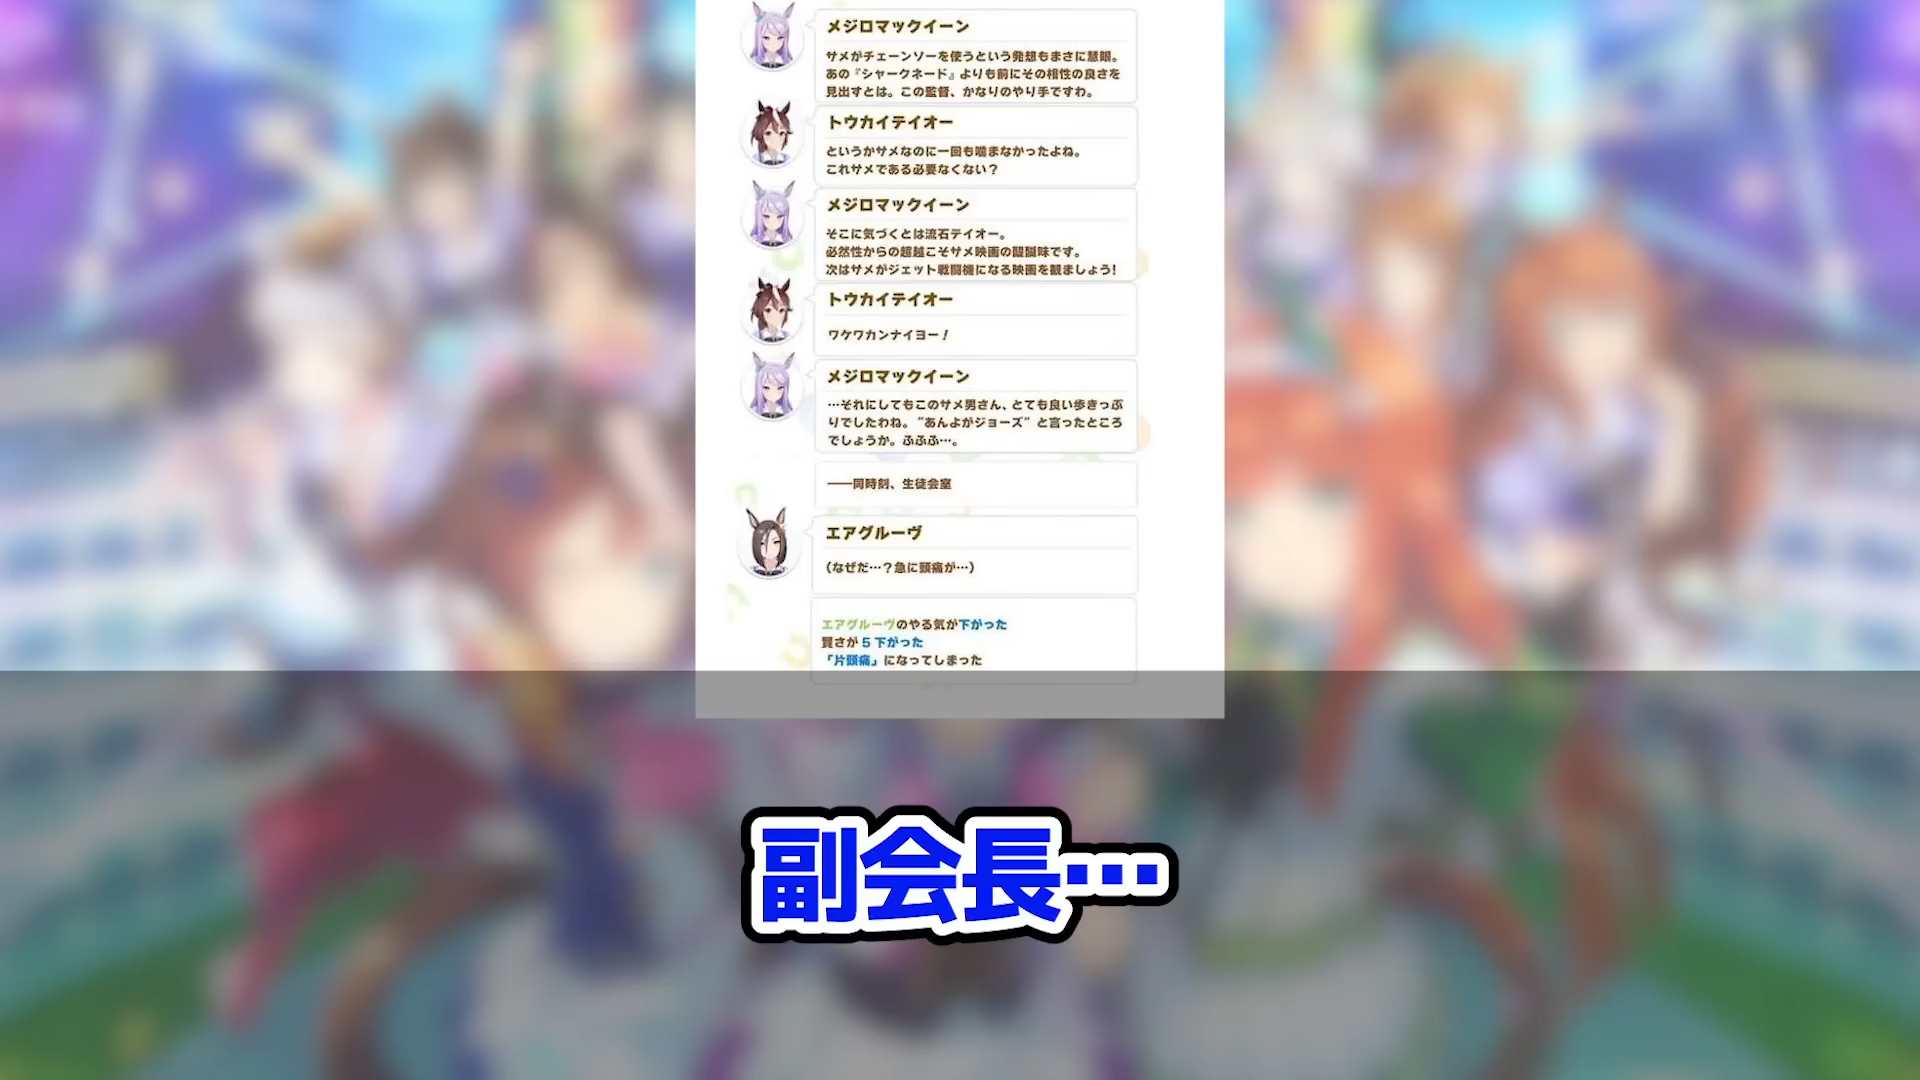 メジロマックイーン
サメがチェーンソーを使うという発想もまさに慧眼。
あの『シャークネード』よりも前にその相性の良さを
見出すとは。この監督、かなりのやり手ですわ。
トウカイテイオー
というかサメなのに一回も噛まなかったよね。
これサメである必要なくない？
メジロマックイーン
そこに気づくとは流石テイオー。
必然性からの超越こそサメ映画の醍醐味です。
次はサメがジェット戦闘機になる映画を観ましょう！
トウカイテイオー
ワケワカンナイヨー！
メジロマックイーン
…それにしてもこのサメ男さん、とても良い歩きっぷ
りでしたわね。“あんよがジョーズ”と言ったところ
でしょうか。ふふふ…。
――同時刻、生徒会室
エアグルーヴ
（なぜだ…？急に頭痛が…）
エアグルーヴのやる気が下がった
賢さが5下がった
「片頭痛」になってしまった
副会長…